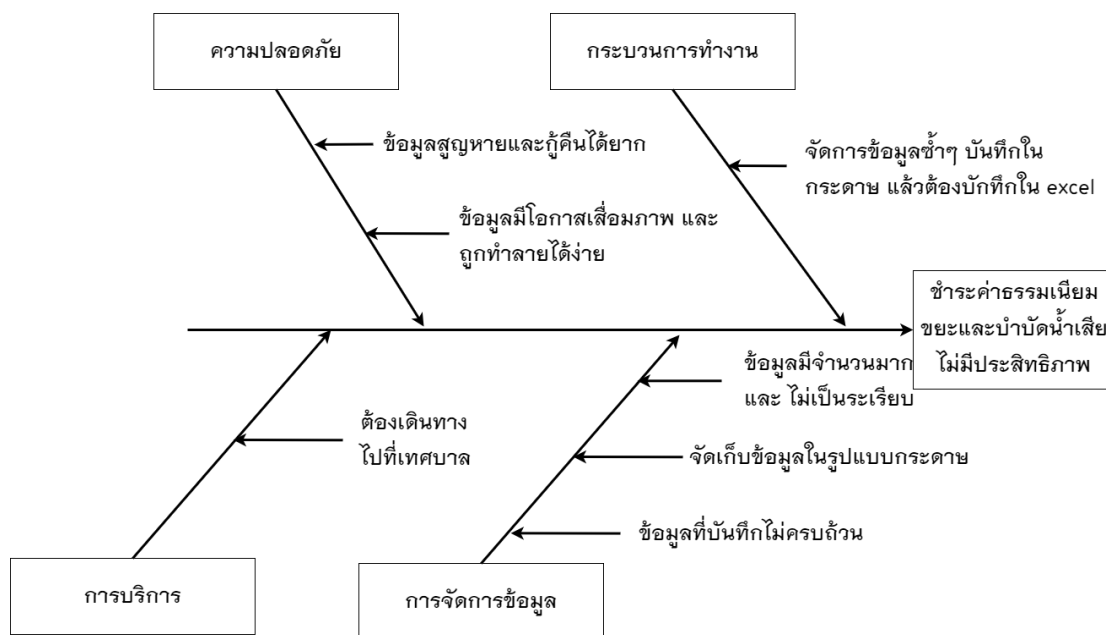 ความปลอดภัย
กระบวนการทำงาน
ข้อมูลสูญหายและกู้คืนได้ยาก
จัดการข้อมูลซ้ำๆ บันทึกใน
กระดาษ แล้วต้องบักทึกใน excel
ข้อมูลมีโอกาสเสื่อมภาพ และ
ถูกทำลายได้ง่าย
ชำระค่าธรรมเนียม
ขยะและบำบัดน้ำเสีย
ไม่มีประสิทธิภาพ
ข้อมูลมีจำนวนมาก
และ ไม่เป็นระเรียบ
ต้องเดินทาง
ไปที่เทศบาล
จัดเก็บข้อมูลในรูปแบบกระดาษ
ข้อมูลที่บันทึกไม่ครบถ้วน
การบริการ
การจัดการข้อมูล